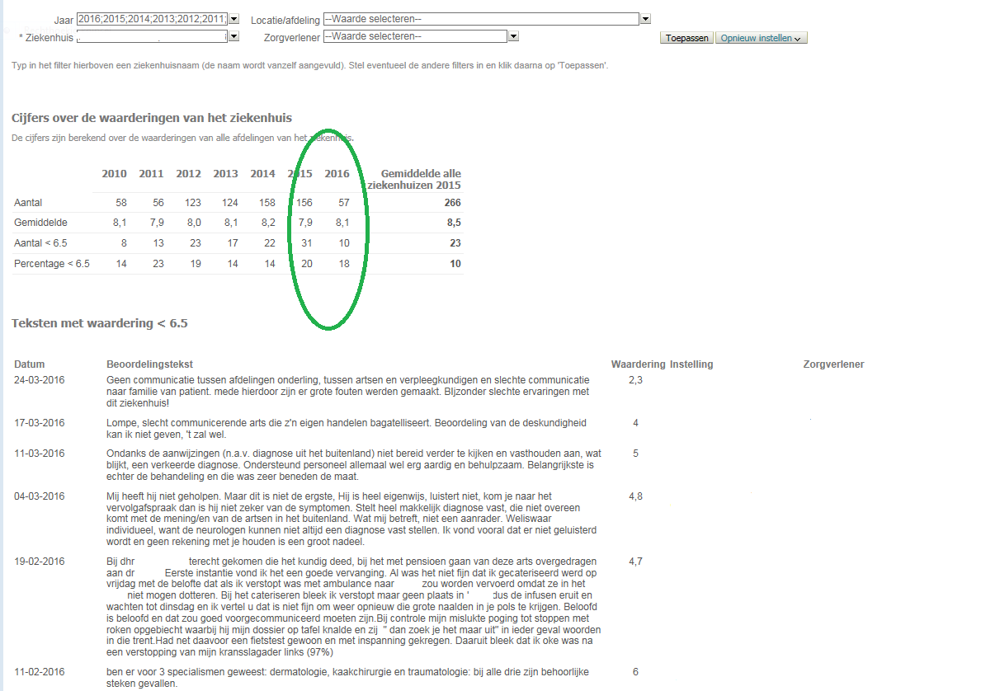 Jaar 2016;2015;2014;2013;2012;2011; Locatie/afdeling --Waarde selecteren--
* Ziekenhuis Zorgverlener --Waarde selecteren-- Toepassen Opnieuw instellen
Typ in het filter hierboven een ziekenhuisnaam (de naam wordt vanzelf aangevuld). Stel eventueel de andere filters in en klik daarna op 'Toepassen'.
Cijfers over de waarderingen van het ziekenhuis
De cijfers zijn berekend over de waarderingen van alle afdelingen van het ziekenhuis.
2010 2011 2012 2013 2014 2015 2016 Gemiddelde alle
ziekenhuizen 2015
Aantal 58 56 123 124 158 156 57 266
Gemiddelde 8,1 7,9 8,0 8,1 8,2 7,9 8,1 8,5
Aantal < 6.5 8 13 23 17 22 31 10 23
Percentage < 6.5 14 23 19 14 14 20 18 10
Teksten met waardering < 6.5
Datum Beoordelingstekst Waardering Instelling Zorgverlener
24-03-2016 Geen communicatie tussen afdelingen onderling, tussen artsen en verpleegkundigen en slechte communicatie 2,3
naar familie van patient. mede hierdoor zijn er grote fouten werden gemaakt. BIjzonder slechte ervaringen met
dit ziekenhuis!
17-03-2016 Lompe, slecht communicerende arts die z'n eigen handelen bagatelliseert. Beoordeling van de deskundigheid 4
kan ik niet geven, 't zal wel.
11-03-2016 Ondanks de aanwijzingen (n.a.v. diagnose uit het buitenland) niet bereid verder te kijken en vasthouden aan, wat 5
blijkt, een verkeerde diagnose. Ondersteund personeel allemaal wel erg aardig en behulpzaam. Belangrijkste is
echter de behandeling en die was zeer beneden de maat.
04-03-2016 Mij heeft hij niet geholpen. Maar dit is niet de ergste, Hij is heel eigenwijs, luistert niet, kom je naar het 4,8
vervolgafspraak dan is hij niet zeker van de symptomen. Stelt heel makkelijk diagnose vast, die niet overeen
komt met de mening/en van de artsen in het buitenland. Wat mij betreft, niet een aanrader. Weliswaar
individueel, want de neurologen kunnen niet altijd een diagnose vast stellen. Ik vond vooral dat er niet geluisterd
wordt en geen rekening met je houden is een groot nadeel.
19-02-2016 Bij dhr terecht gekomen die het kundig deed, bij het met pensioen gaan van deze arts overgedragen 4,7
aan dr Eerste instantie vond ik het een goede vervanging. Al was het niet fijn dat ik gecateriseerd werd op
vrijdag met de belofte dat als ik verstopt was met ambulance naar zou worden vervoerd omdat ze in het
niet mogen dotteren. Bij het cateriseren bleek ik verstopt maar geen plaats in ' dus de infusen eruit en
wachten tot dinsdag en ik vertel u dat is niet fijn om weer opnieuw die grote naalden in je pols te krijgen. Beloofd
is beloofd en dat zou goed voorgecommuniceerd moeten zijn.Bij controle mijn mislukte poging tot stoppen met
roken opgebiecht waarbij hij mijn dossier op tafel knalde en zij " dan zoek je het maar uit" in ieder geval woorden
in die trent.Had net daavoor een fietstest gewoon en met inspanning gekregen. Daaruit bleek dat ik oke was na
een verstopping van mijn kransslagader links (97%)
11-02-2016 ben er voor 3 specialismen geweest: dermatologie, kaakchirurgie en traumatologie: bij alle drie zijn behoorlijke 6
steken gevallen.